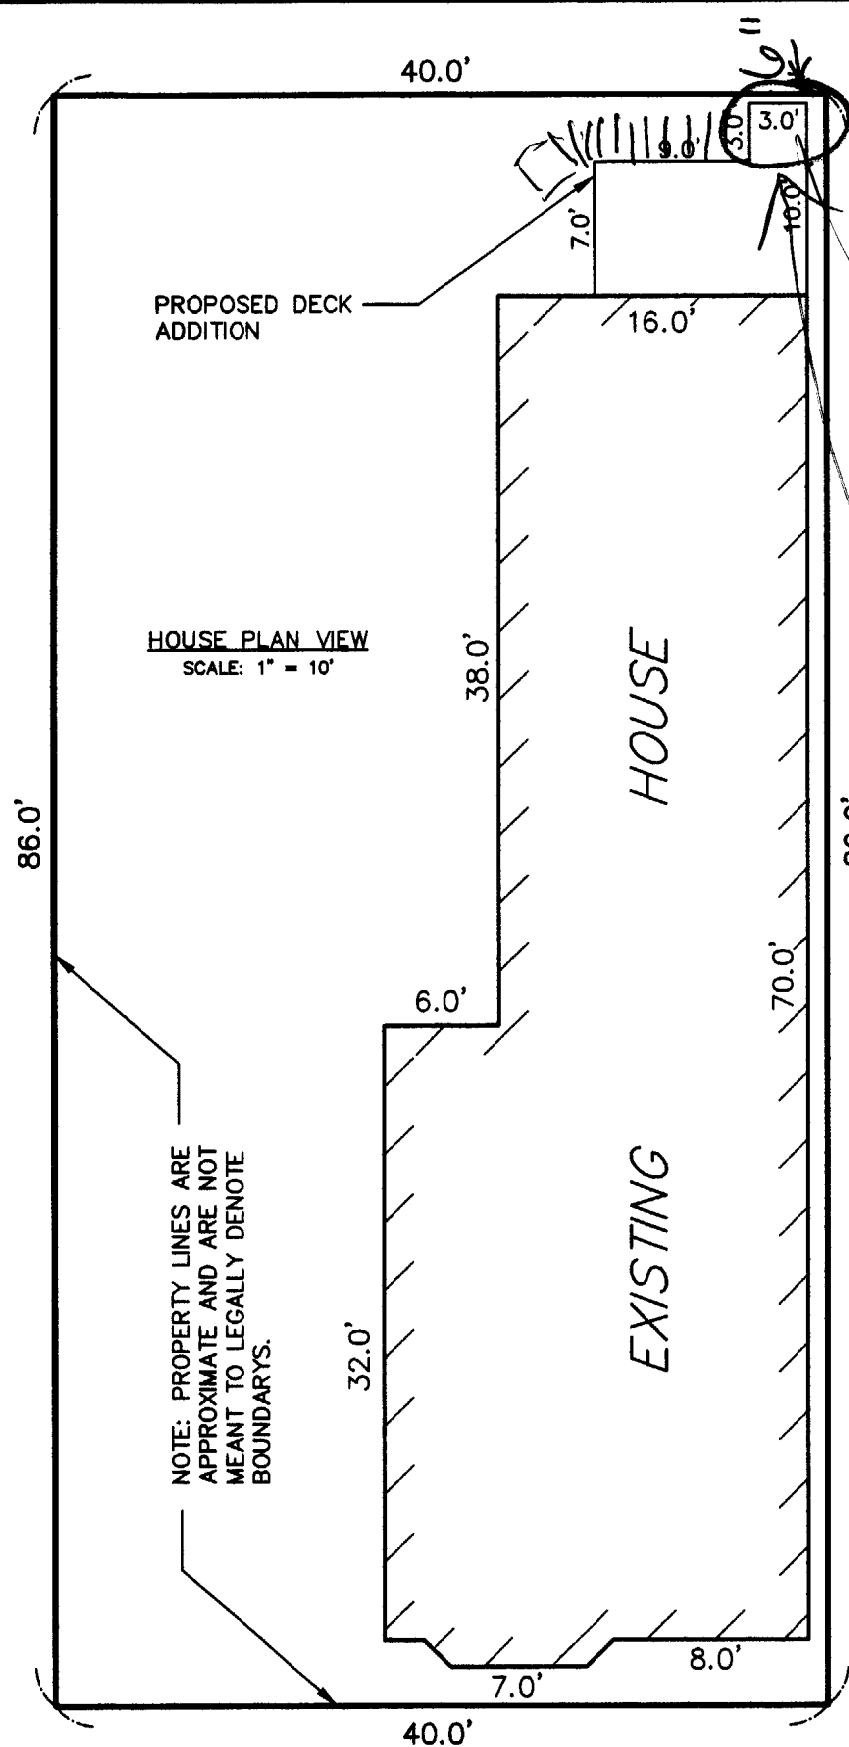 6"
40.0'
3.0
3.0'
9.0'
7.0'
10.0'
PROPOSED DECK
ADDITION
16.0'
HOUSE PLAN VIEW
SCALE: 1" = 10'
38.0'
HOUSE
86.0'
70.0'
6.0'
NOTE: PROPERTY LINES ARE
APPROXIMATE AND ARE NOT
MEANT TO LEGALLY DENOTE
BOUNDARYS.
EXISTING
32.0'
8.0'
7.0'
40.0'